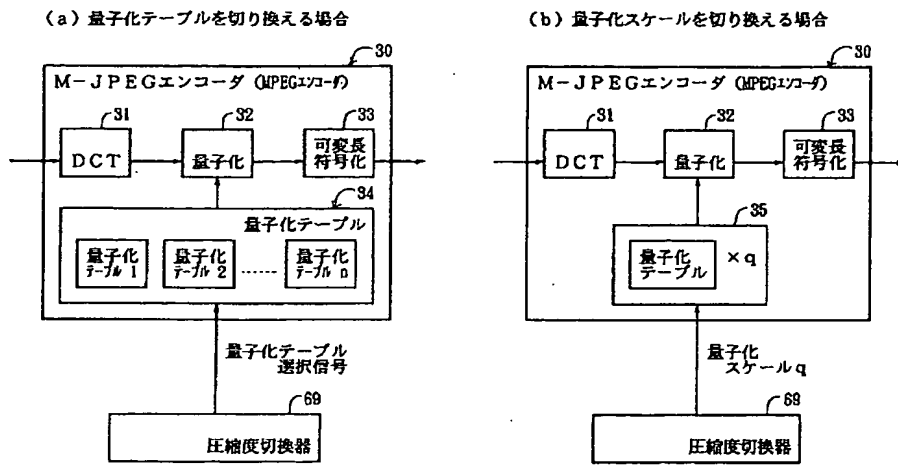 (a) 量子化テーブルを切り換える場合
30
M-JPEGエンコーダ(MPEGエンコーダ)
31
32
33
DCT
量子化
可変長
符号化
34
量子化テーブル
量子化
テーブル1
量子化
テーブル2
量子化
テーブルn
量子化テーブル
選択信号
69
圧縮度切換器
(b) 量子化スケールを切り換える場合
30
M-JPEGエンコーダ(MPEGエンコーダ)
31
32
33
DCT
量子化
可変長
符号化
35
量子化
テーブル
×q
量子化
スケールq
69
圧縮度切換器